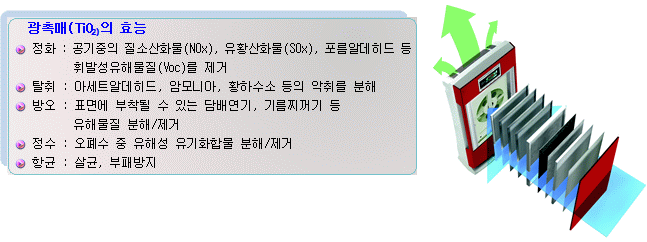 광촉매(TiO₂)의 효능
정화 : 공기중의 질소산화물(NOx), 유황산화물(SOx), 포름알데히드 등
휘발성유해물질(Voc)를 제거
탈취 : 아세트알데히드, 암모니아, 황하수소 등의 악취를 분해
방오 : 표면에 부착될 수 있는 담배연기, 기름찌꺼기 등
유해물질 분해/제거
정수 : 오폐수 중 유해성 유기화합물 분해/제거
항균 : 살균, 부패방지